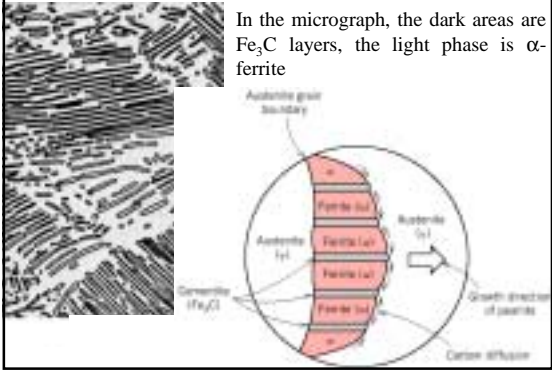 In the micrograph, the dark areas are
Fe₃C layers, the light phase is α-
ferrite
Austenite grain
boundary
α
Ferrite (α)
Austenite
(γ)
Ferrite (α)
Austenite
(γ)
Ferrite (α)
Cementite
(Fe₃C)
Growth direction
of pearlite
Ferrite (α)
α
Carbon diffusion